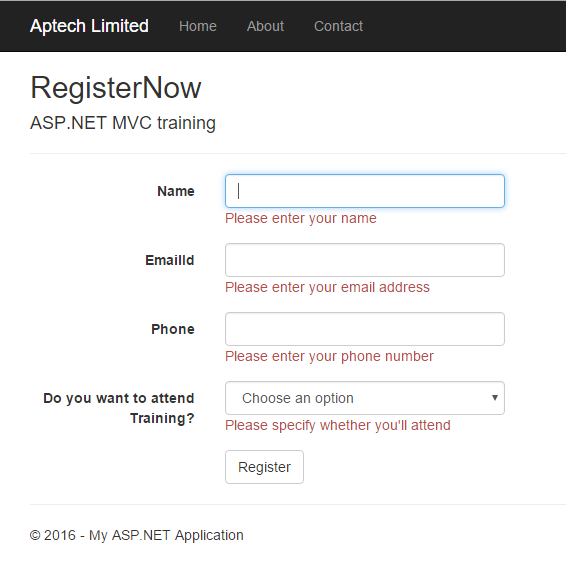 Aptech Limited Home About Contact
RegisterNow
ASP.NET MVC training
Name
Please enter your name
EmailId
Please enter your email address
Phone
Please enter your phone number
Do you want to attend Training?
Choose an option
Please specify whether you'll attend
Register
© 2016 - My ASP.NET Application